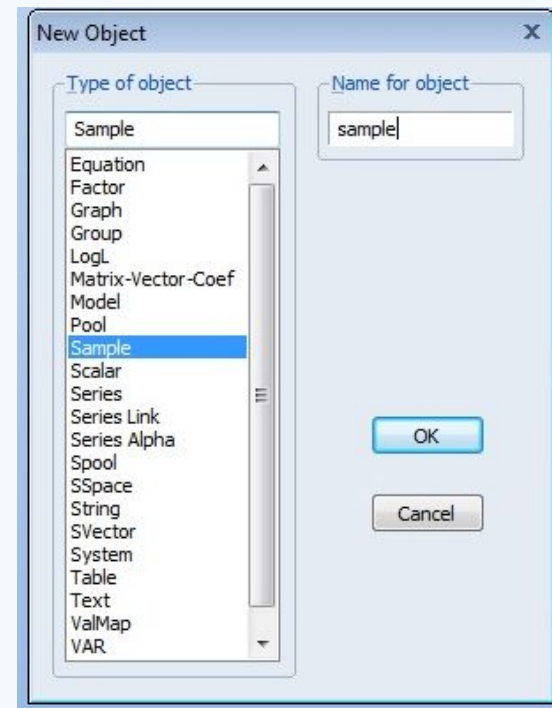 New Object
Type of object
Name for object
Sample
sample
Equation
Factor
Graph
Group
LogL
Matrix-Vector-Coef
Model
Pool
Sample
Scalar
Series
Series Link
Series Alpha
Spool
SSpace
String
SVector
System
Table
Text
ValMap
VAR
OK
Cancel